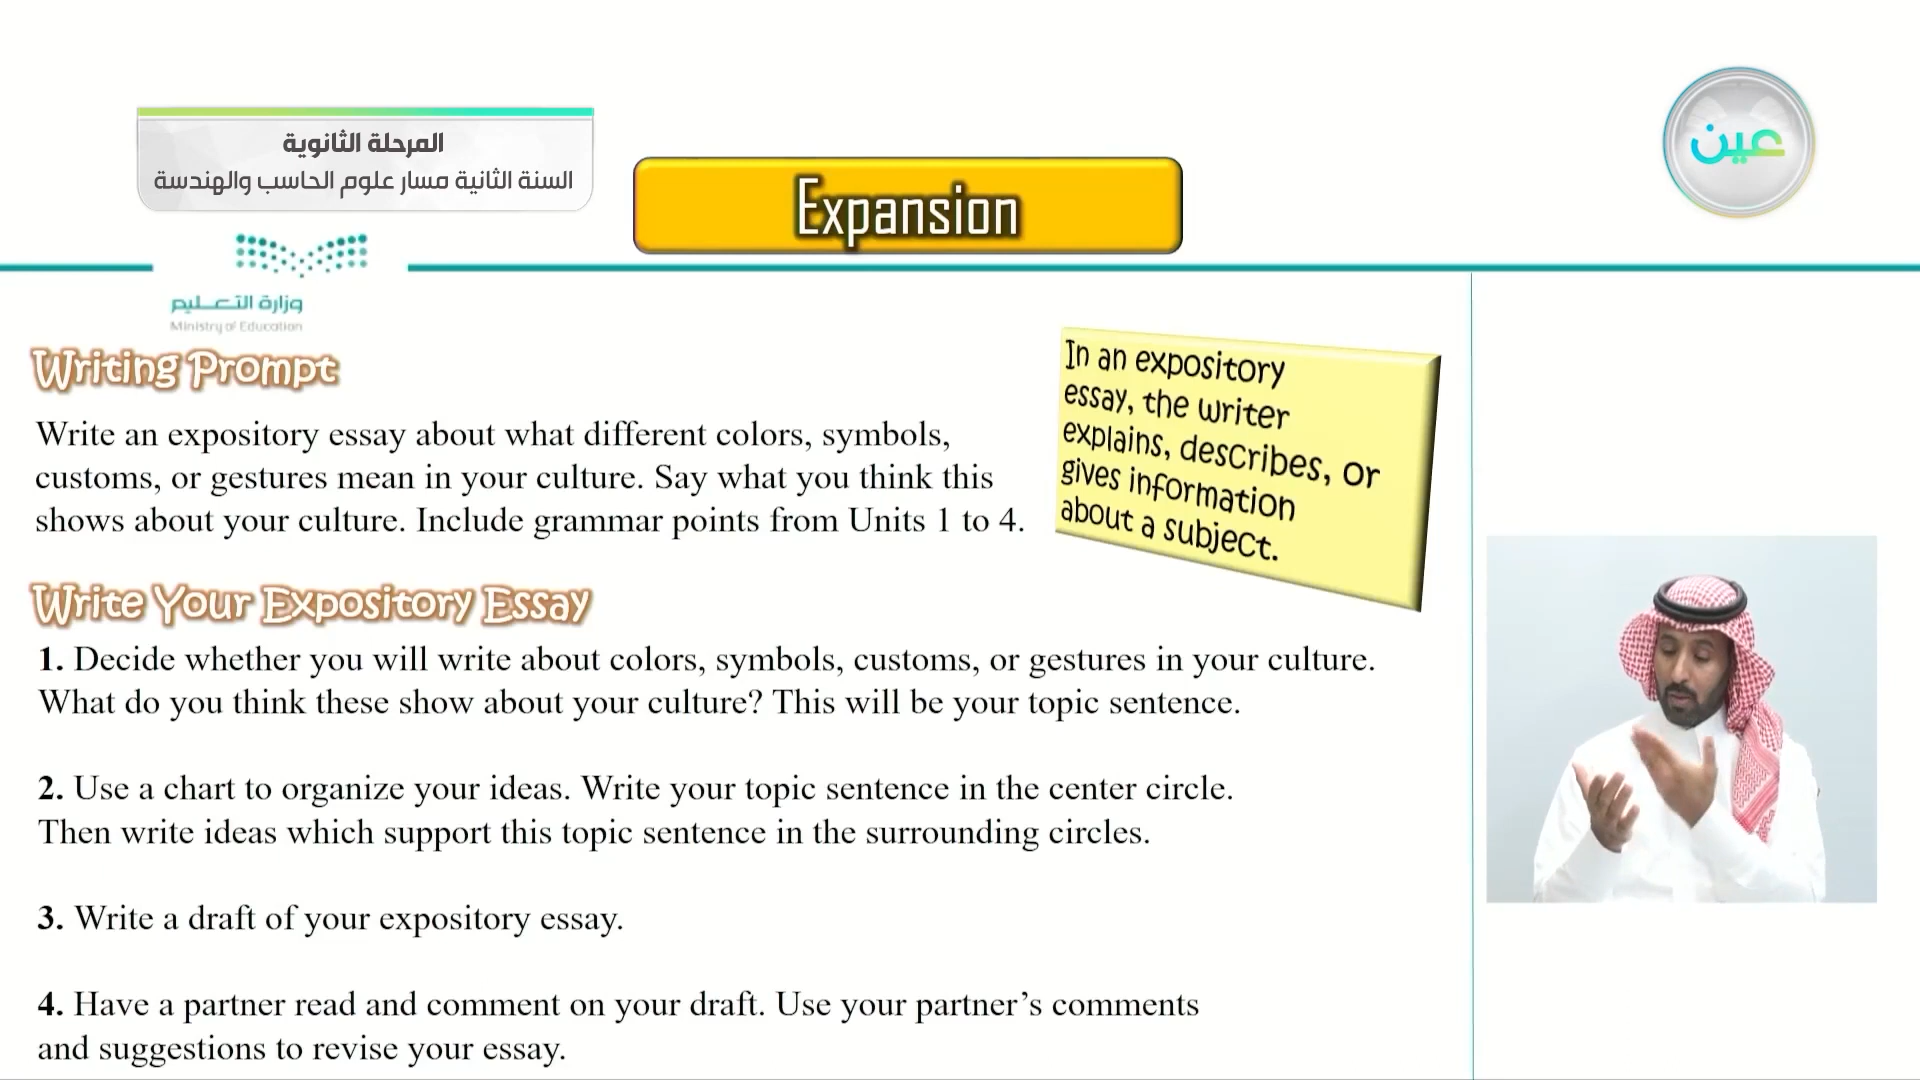 المرحلة الثانوية
السنة الثانية مسار علوم الحاسب والهندسة
عين
Expansion
وزارة التعليم
Ministry of Education
Writing Prompt
Write an expository essay about what different colors, symbols,
customs, or gestures mean in your culture. Say what you think this
shows about your culture. Include grammar points from Units 1 to 4.
In an expository
essay, the writer
explains, describes, or
gives information
about a subject.
Write Your Expository Essay
1. Decide whether you will write about colors, symbols, customs, or gestures in your culture.
What do you think these show about your culture? This will be your topic sentence.
2. Use a chart to organize your ideas. Write your topic sentence in the center circle.
Then write ideas which support this topic sentence in the surrounding circles.
3. Write a draft of your expository essay.
4. Have a partner read and comment on your draft. Use your partner’s comments
and suggestions to revise your essay.